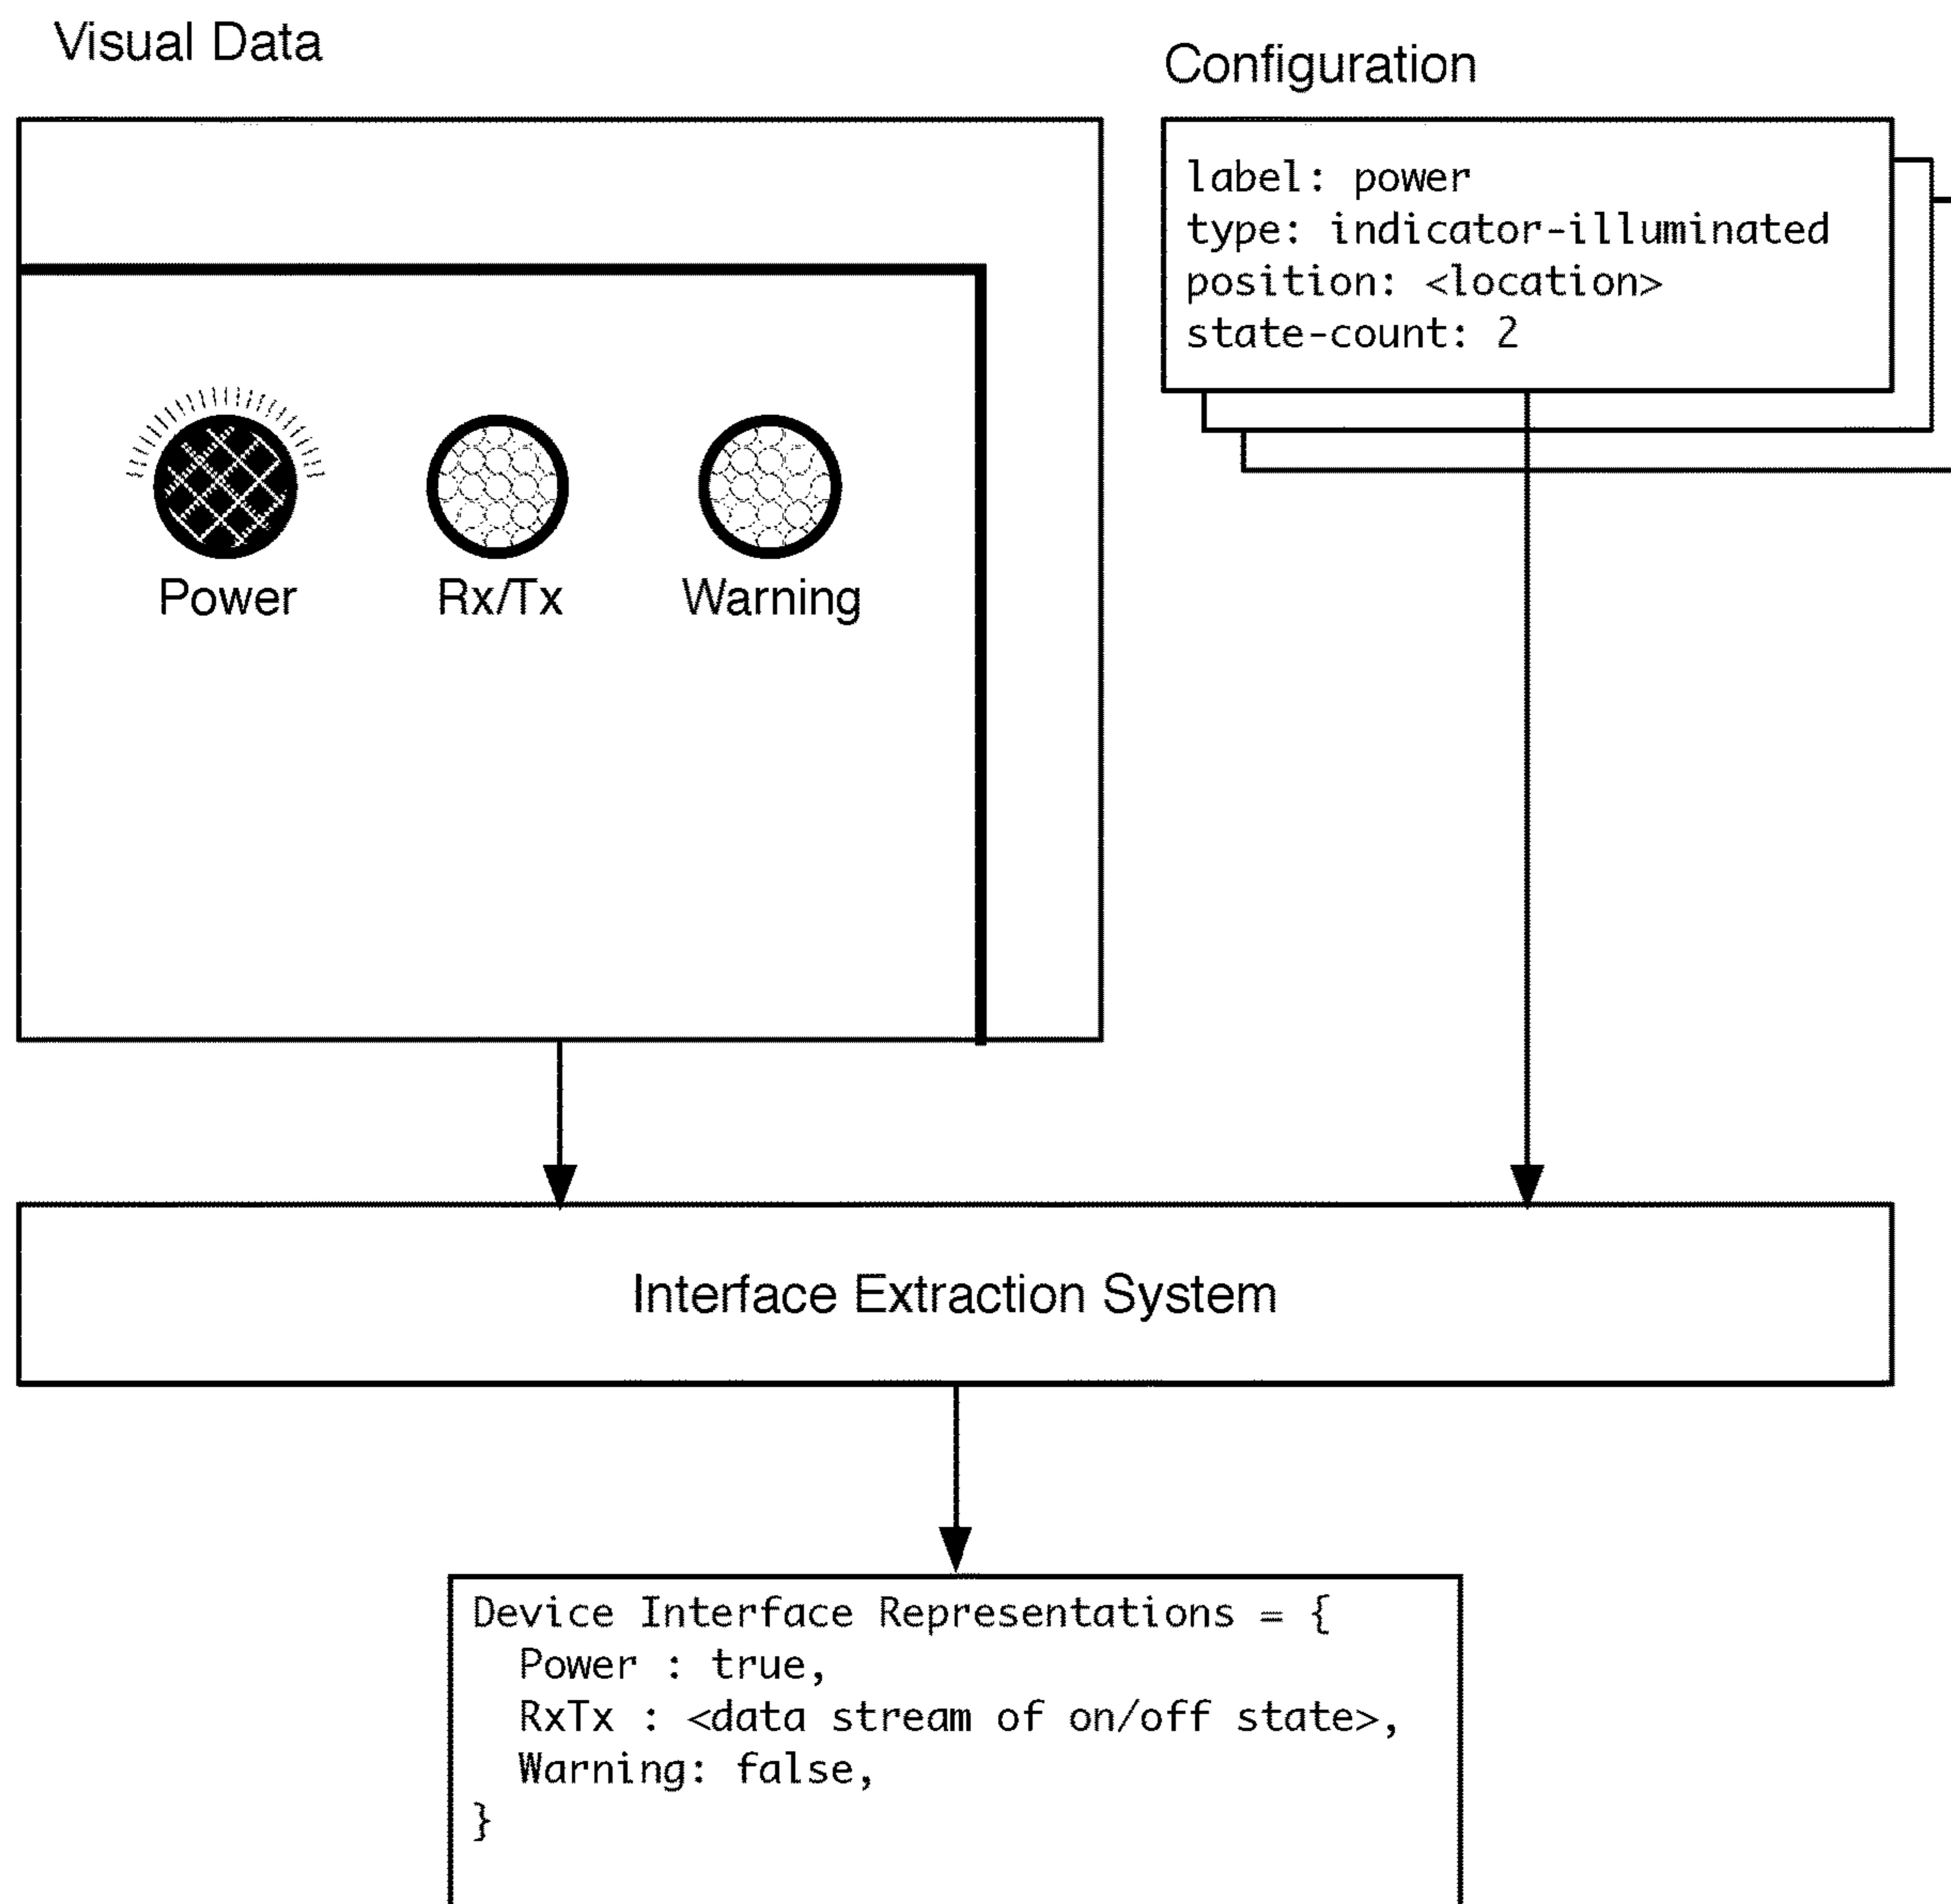 Visual Data
Configuration
label: power
type: indicator-illuminated
position: <location>
state-count: 2
Power
Rx/Tx
Warning
Interface Extraction System
Device Interface Representations = {
Power : true,
RxTx : <data stream of on/off state>,
Warning: false,
}